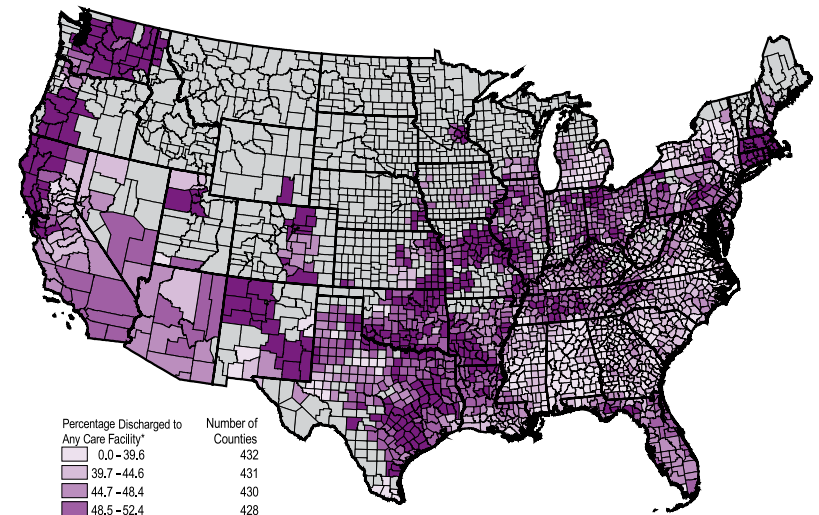 Percentage Discharged to Any Care Facility*
Number of Counties
0.0 – 39.6 432
39.7 – 44.6 431
44.7 – 48.4 430
48.5 – 52.4 428